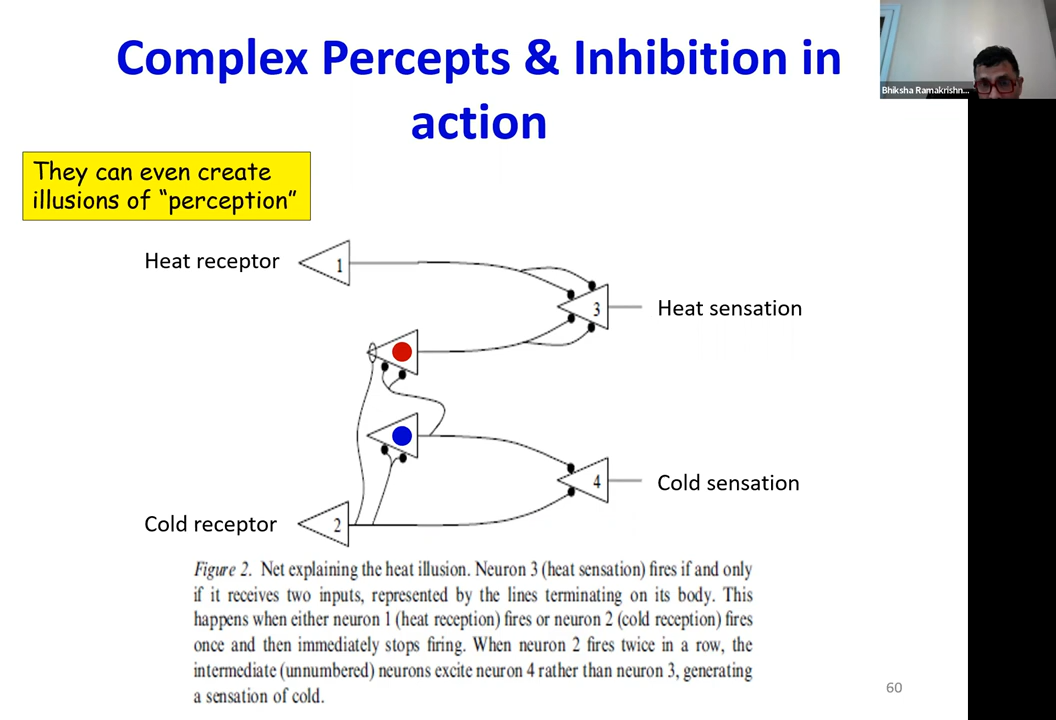 Complex Percepts & Inhibition in
action
Bhiksha Ramakrishn...
They can even create
illusions of “perception”
Heat receptor
1
3
Heat sensation
4
Cold sensation
Cold receptor
2
Figure 2. Net explaining the heat illusion. Neuron 3 (heat sensation) fires if and only
if it receives two inputs, represented by the lines terminating on its body. This
happens when either neuron 1 (heat reception) fires or neuron 2 (cold reception) fires
once and then immediately stops firing. When neuron 2 fires twice in a row, the
intermediate (unnumbered) neurons excite neuron 4 rather than neuron 3, generating
a sensation of cold.
60